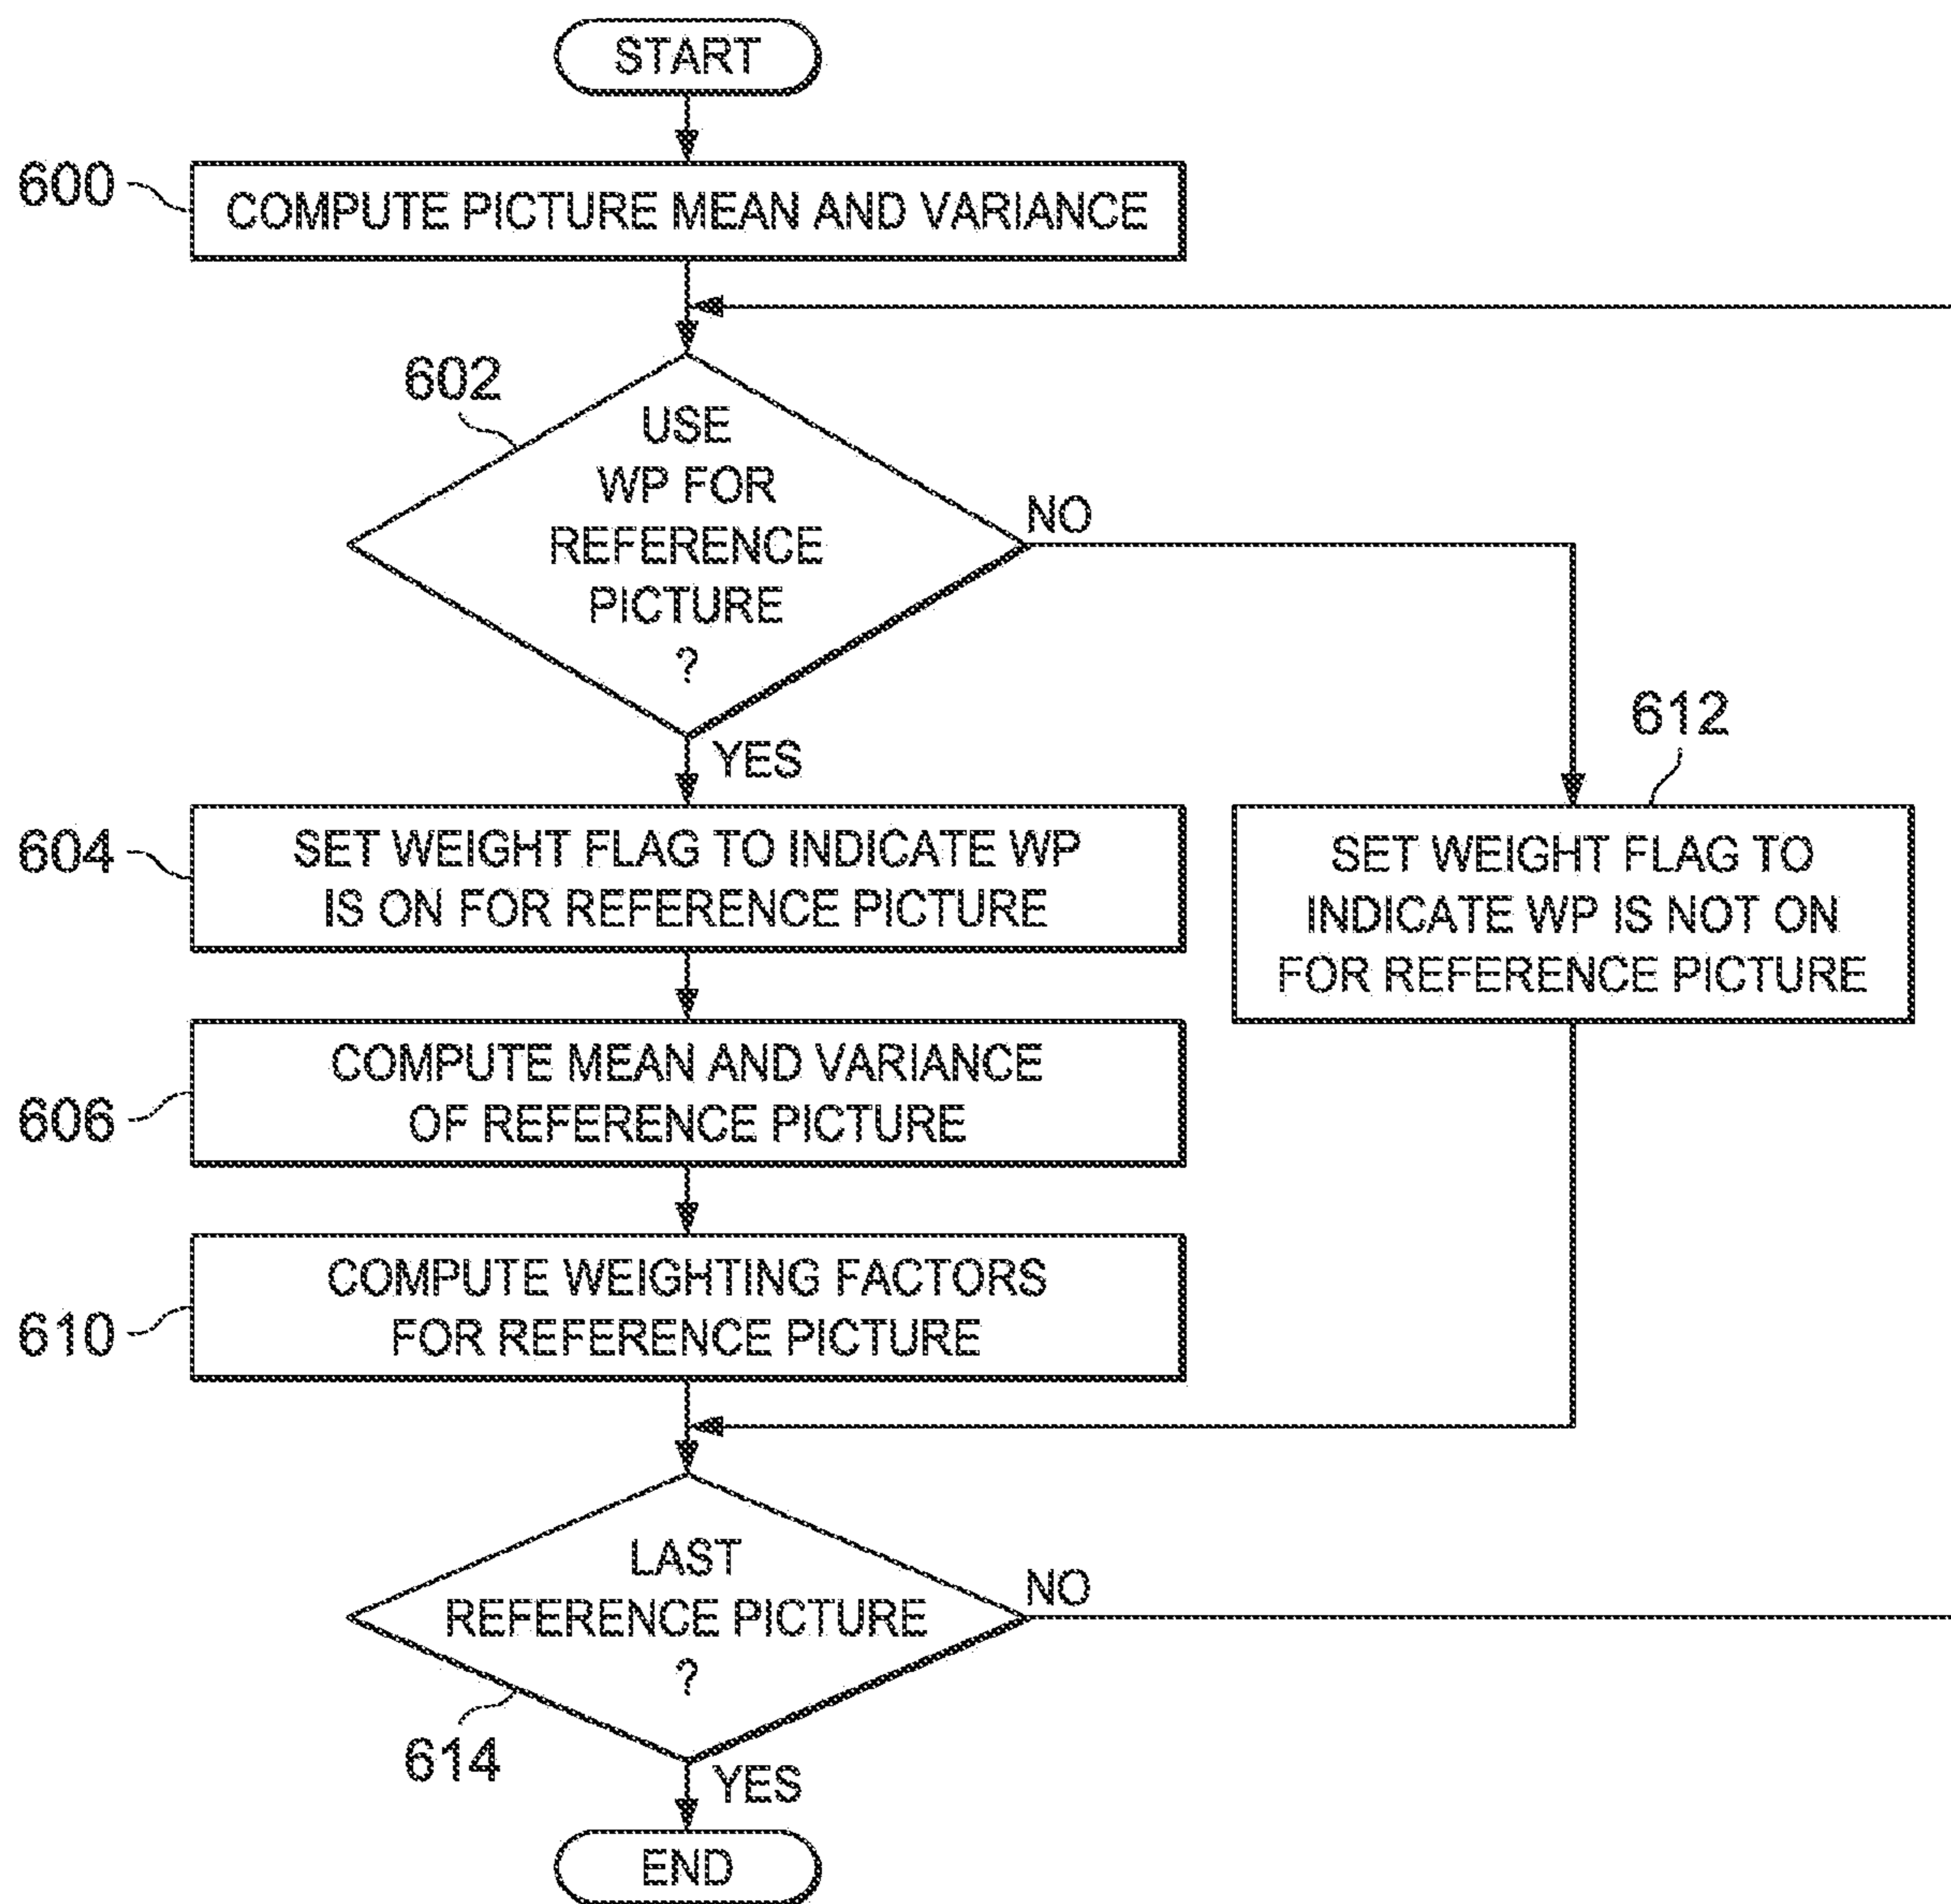 START
600
COMPUTE PICTURE MEAN AND VARIANCE
602
USE
WP FOR
REFERENCE
PICTURE
?
NO
YES
612
604
SET WEIGHT FLAG TO INDICATE WP
IS ON FOR REFERENCE PICTURE
SET WEIGHT FLAG TO
INDICATE WP IS NOT ON
FOR REFERENCE PICTURE
606
COMPUTE MEAN AND VARIANCE
OF REFERENCE PICTURE
610
COMPUTE WEIGHTING FACTORS
FOR REFERENCE PICTURE
LAST
REFERENCE PICTURE
?
NO
614
YES
END